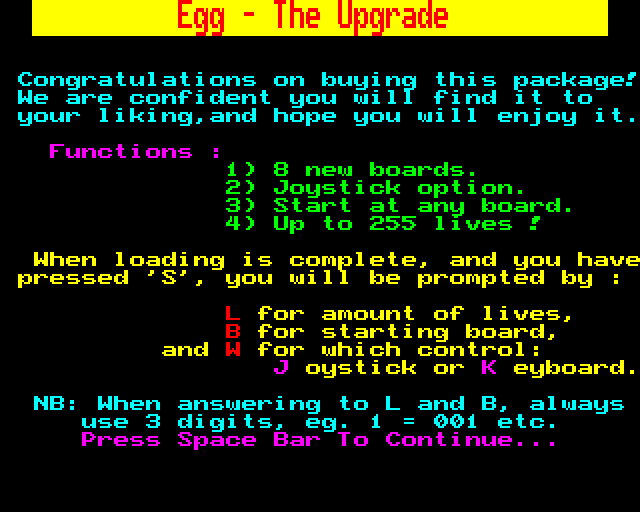 Egg - The Upgrade
Congratulations on buying this package!
We are confident you will find it to
your liking,and hope you will enjoy it.
Functions :
1) 8 new boards.
2) Joystick option.
3) Start at any board.
4) Up to 255 lives !
When loading is complete, and you have
pressed 'S', you will be prompted by :
L for amount of lives,
B for starting board,
and W for which control:
J oystick or K eyboard.
NB: When answering to L and B, always
use 3 digits, eg. 1 = 001 etc.
Press Space Bar To Continue...